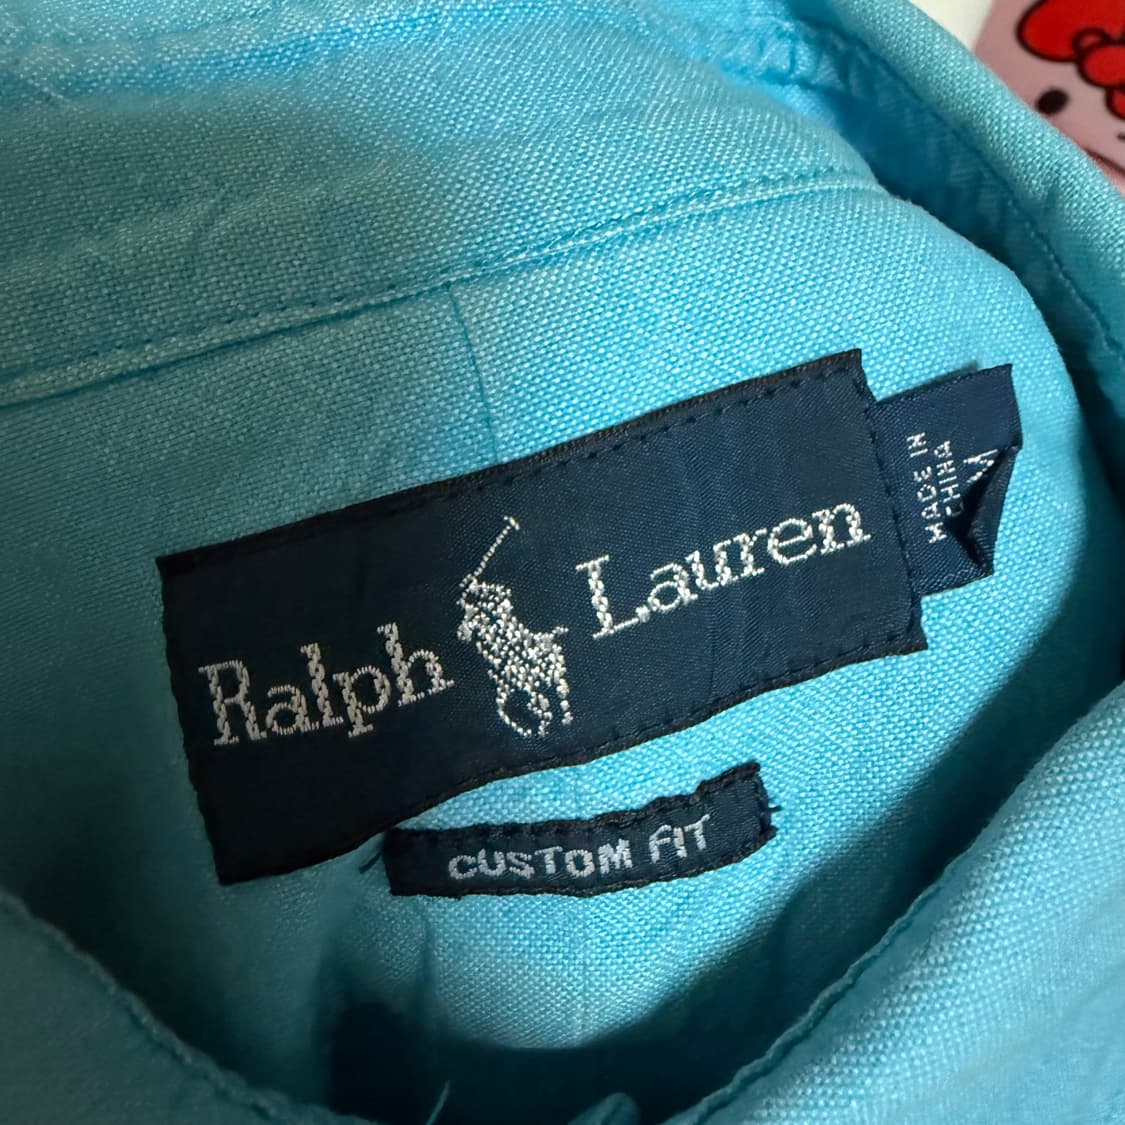 Ralph Lauren
MADE IN
CHINA
M
CUSTOM FIT